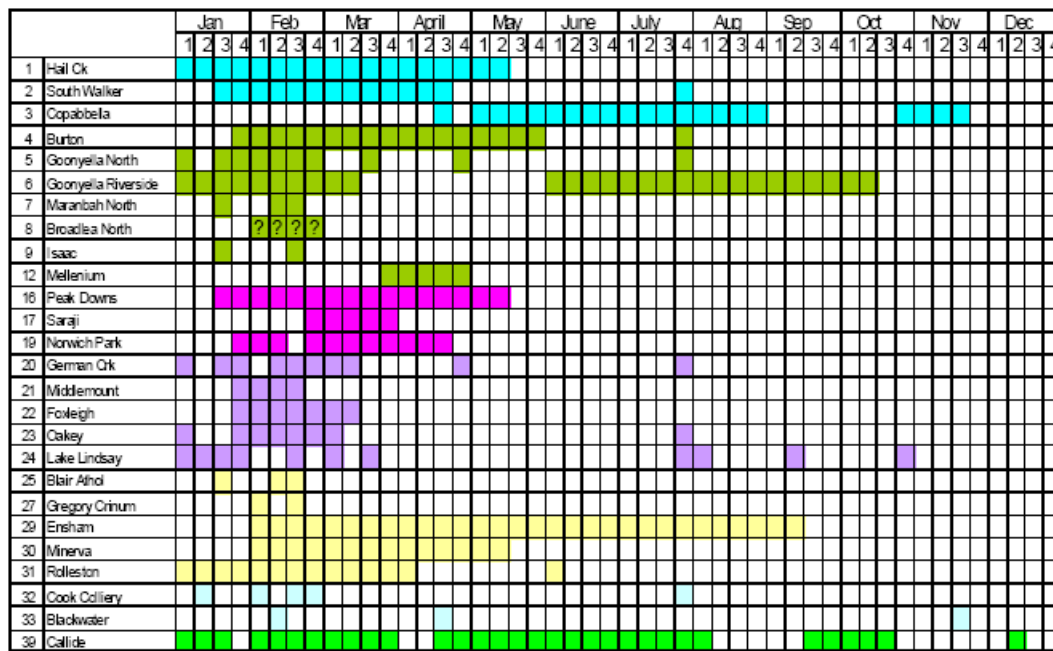 Jan Feb Mar April May June July Aug Sep Oct Nov Dec
1 2 3 4 1 2 3 4 1 2 3 4 1 2 3 4 1 2 3 4 1 2 3 4 1 2 3 4 1 2 3 4 1 2 3 4 1 2 3 4 1 2 3 4 1 2 3 4
1 Hail Ck
2 South Walker
3 Copabbella
4 Burton
5 Goonyella North
6 Goonyella Riverside
7 Maranbah North
8 Broadlea North ? ? ? ?
9 Isaac
12 Mellenium
16 Peak Downs
17 Saraji
19 Norwich Park
20 German Crk
21 Middlemount
22 Foxleigh
23 Oakey
24 Lake Lindsay
25 Blair Athol
27 Gregory Crinum
29 Ensham
30 Minerva
31 Rolleston
32 Cook Colliery
33 Blackwater
39 Callide